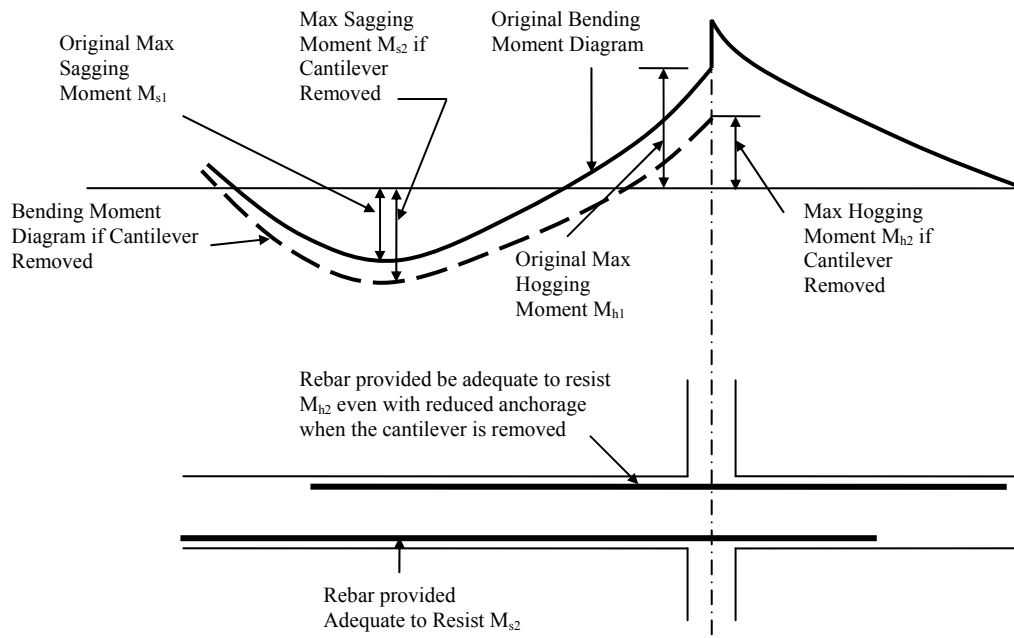 Original Max
Sagging
Moment Ms1
Max Sagging
Moment Ms2 if
Cantilever
Removed
Original Bending
Moment Diagram
Bending Moment
Diagram if Cantilever
Removed
Original Max
Hogging
Moment Mh1
Max Hogging
Moment Mh2 if
Cantilever
Removed
Rebar provided be adequate to resist
Mh2 even with reduced anchorage
when the cantilever is removed
Rebar provided
Adequate to Resist Ms2